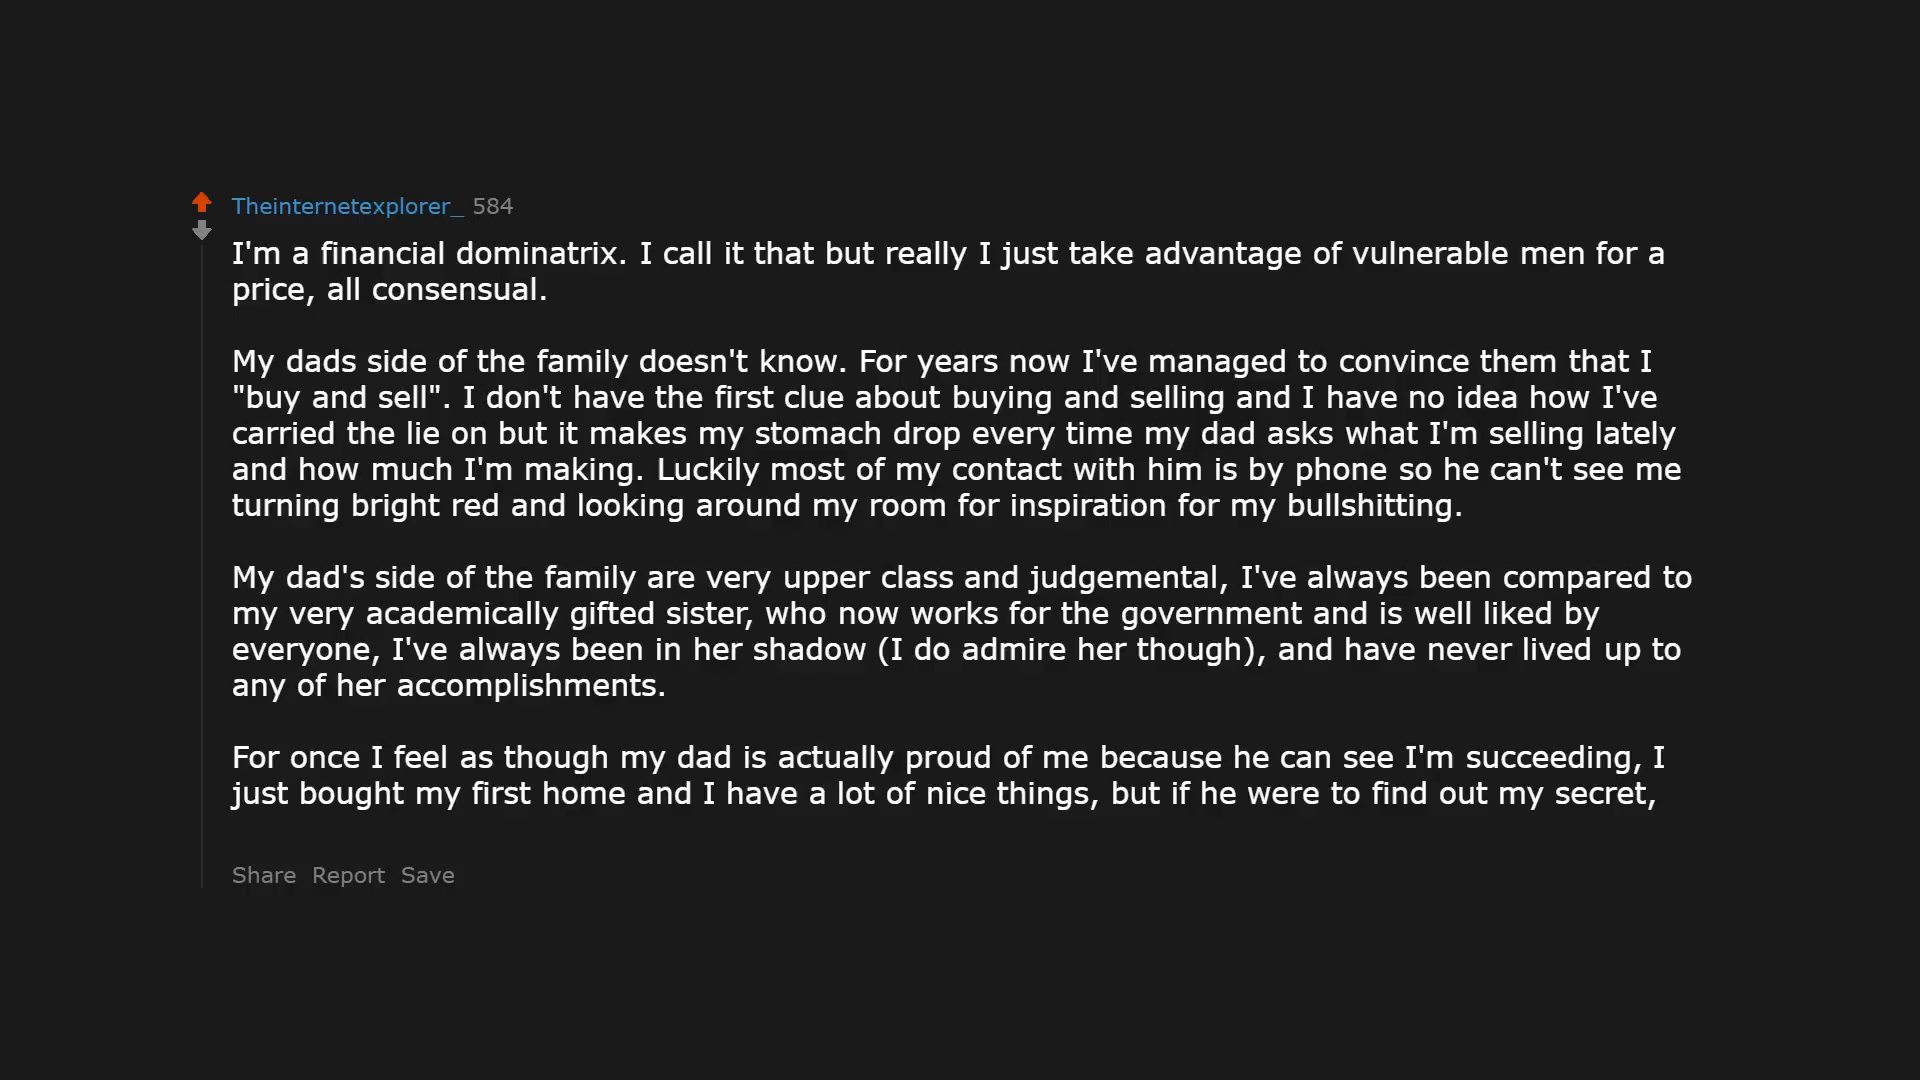 Theinternetexplorer_ 584
I'm a financial dominatrix. I call it that but really I just take advantage of vulnerable men for a
price, all consensual.
My dads side of the family doesn't know. For years now I've managed to convince them that I
"buy and sell". I don't have the first clue about buying and selling and I have no idea how I've
carried the lie on but it makes my stomach drop every time my dad asks what I'm selling lately
and how much I'm making. Luckily most of my contact with him is by phone so he can't see me
turning bright red and looking around my room for inspiration for my bullshitting.
My dad's side of the family are very upper class and judgemental, I've always been compared to
my very academically gifted sister, who now works for the government and is well liked by
everyone, I've always been in her shadow (I do admire her though), and have never lived up to
any of her accomplishments.
For once I feel as though my dad is actually proud of me because he can see I'm succeeding, I
just bought my first home and I have a lot of nice things, but if he were to find out my secret,
Share Report Save